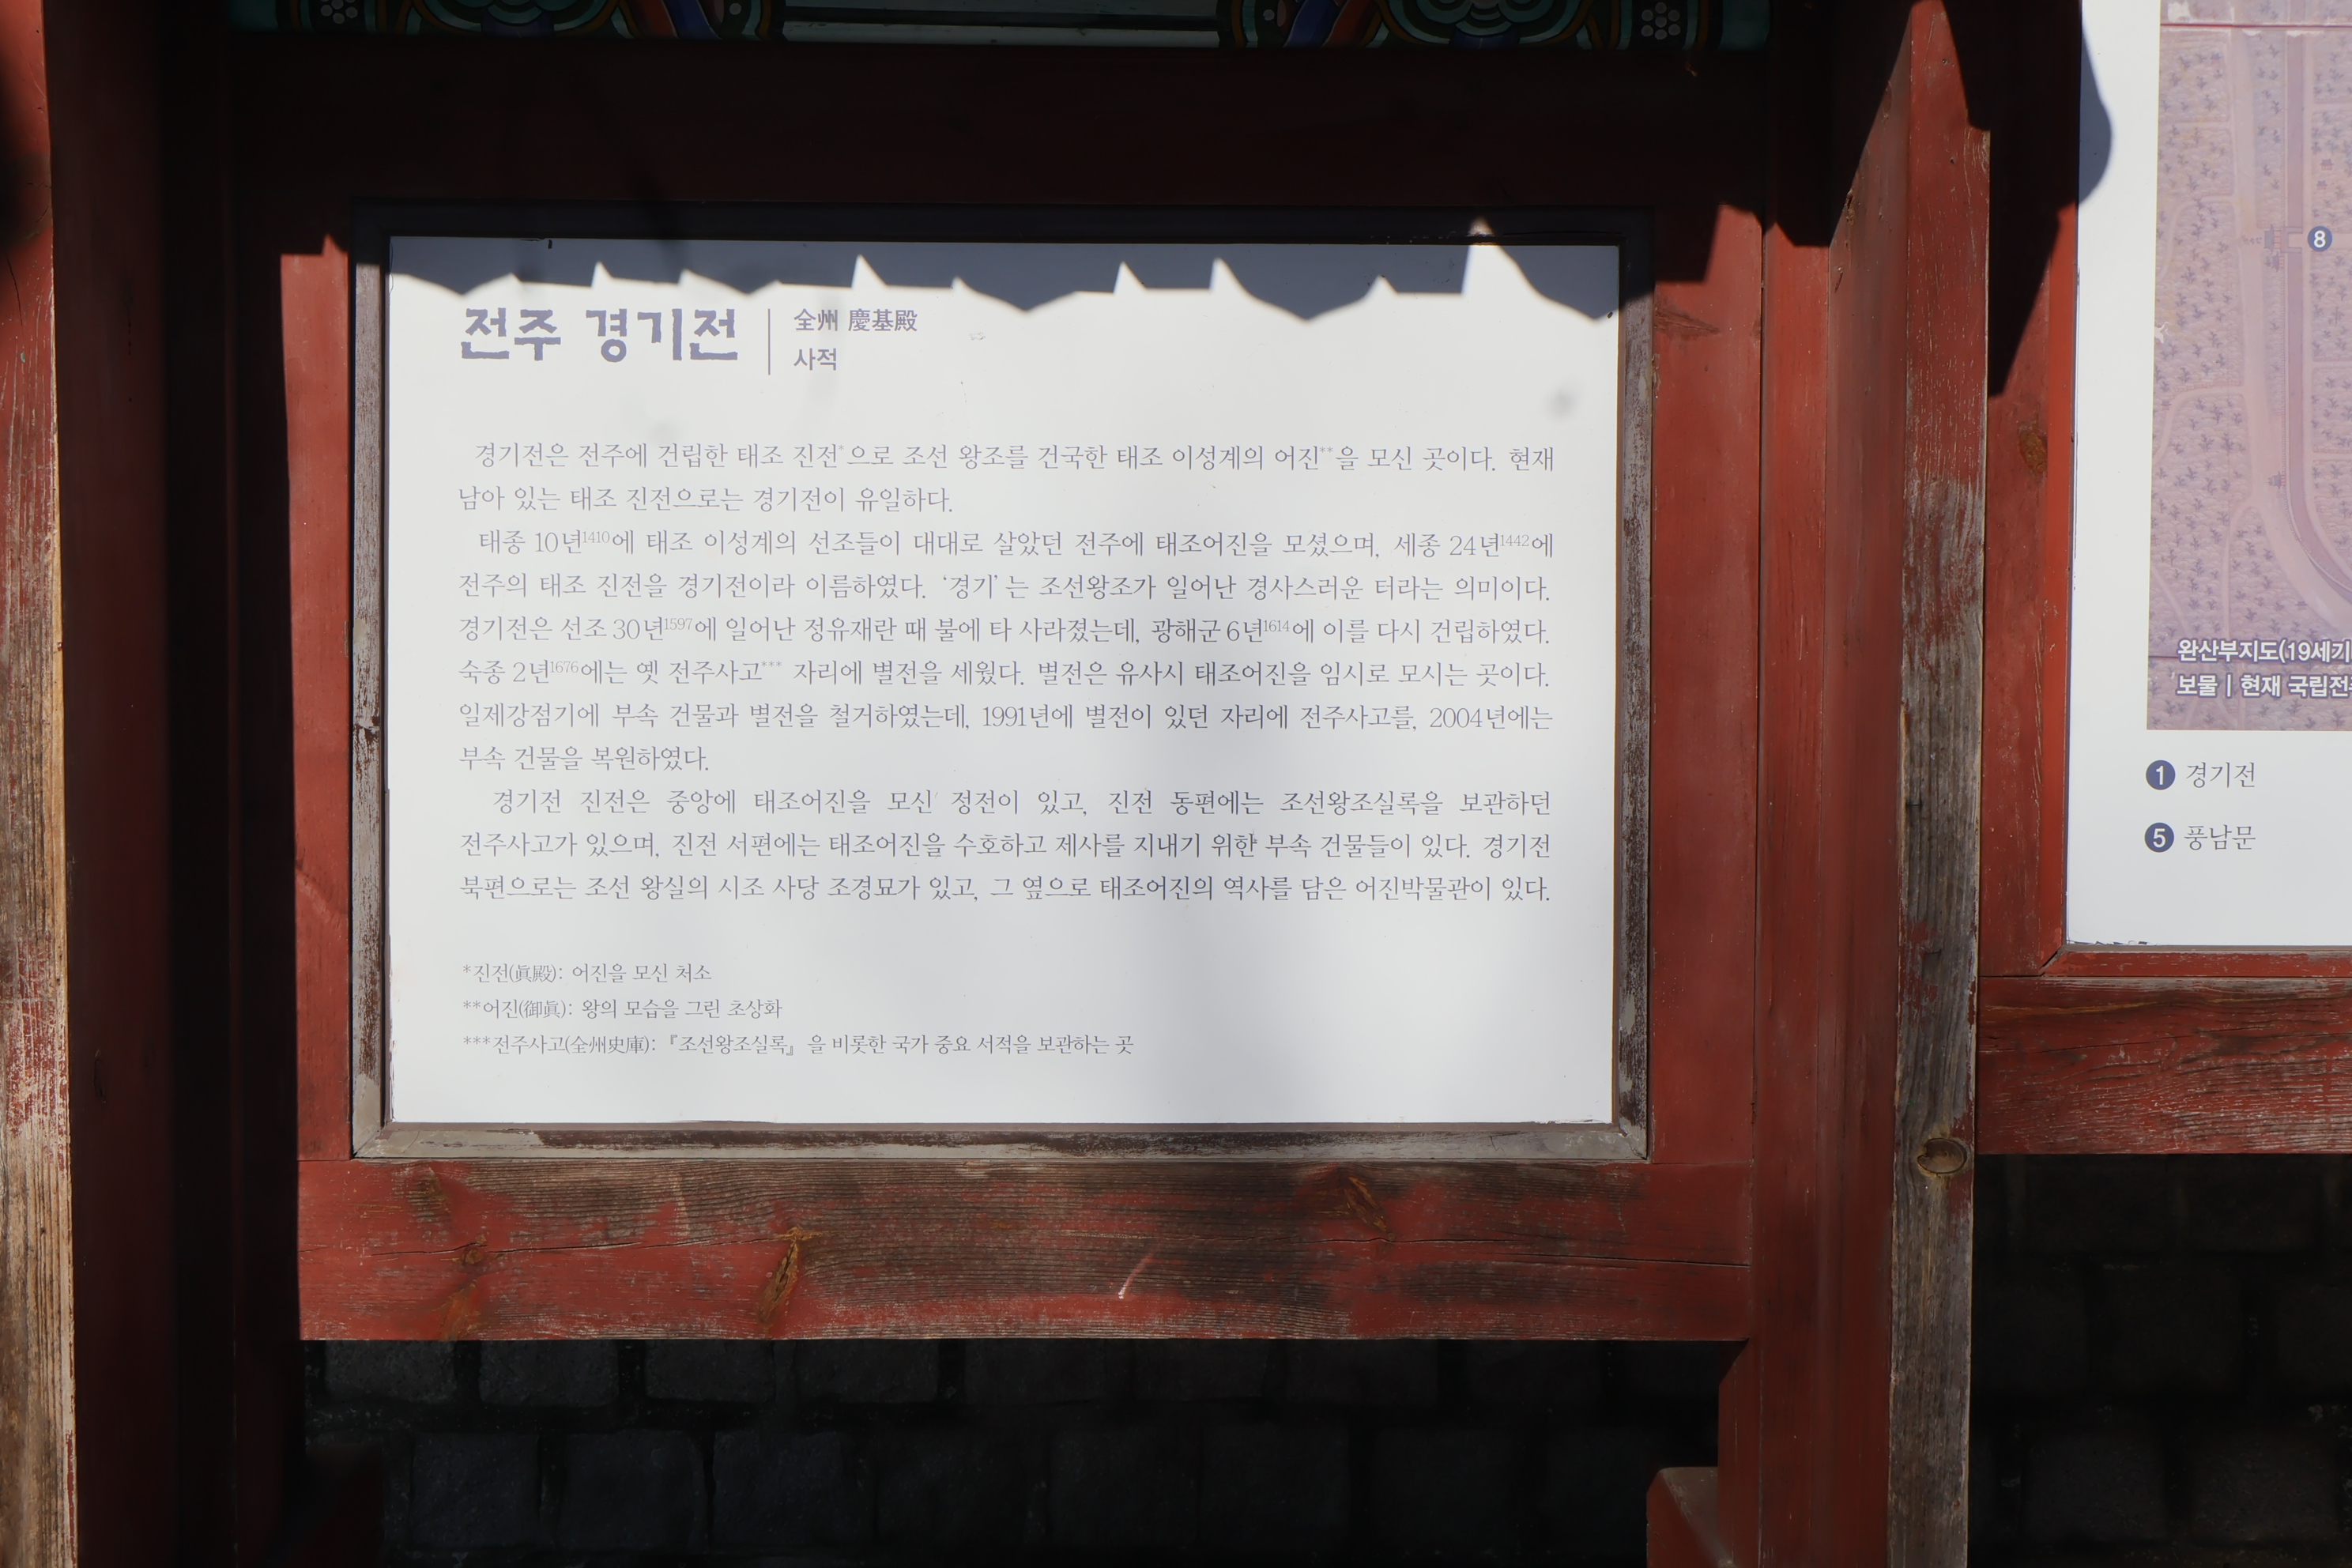 전주 경기전
全州 慶基殿
사적
경기전은 전주에 건립한 태조 진전*으로 조선 왕조를 건국한 태조 이성계의 어진**을 모신 곳이다. 현재
남아 있는 태조 진전으로는 경기전이 유일하다.
태종 10년1410에 태조 이성계의 선조들이 대대로 살았던 전주에 태조어진을 모셨으며, 세종 24년1442에
전주의 태조 진전을 경기전이라 이름하였다. ‘경기’는 조선왕조가 일어난 경사스러운 터라는 의미이다.
경기전은 선조 30년1597에 일어난 정유재란 때 불에 타 사라졌는데, 광해군 6년1614에 이를 다시 건립하였다.
숙종 2년1676에는 옛 전주사고*** 자리에 별전을 세웠다. 별전은 유사시 태조어진을 임시로 모시는 곳이다.
일제강점기에 부속 건물과 별전을 철거하였는데, 1991년에 별전이 있던 자리에 전주사고를, 2004년에는
부속 건물을 복원하였다.
경기전 진전은 중앙에 태조어진을 모신 정전이 있고, 진전 동편에는 조선왕조실록을 보관하던
전주사고가 있으며, 진전 서편에는 태조어진을 수호하고 제사를 지내기 위한 부속 건물들이 있다. 경기전
북편으로는 조선 왕실의 시조 사당 조경묘가 있고, 그 옆으로 태조어진의 역사를 담은 어진박물관이 있다.
*진전(眞殿): 어진을 모신 처소
**어진(御眞): 왕의 모습을 그린 초상화
***전주사고(全州史庫): 『조선왕조실록』을 비롯한 국가 중요 서적을 보관하는 곳
8
완산부지도(19세기
보물 | 현재 국립전
1 경기전
5 풍남문